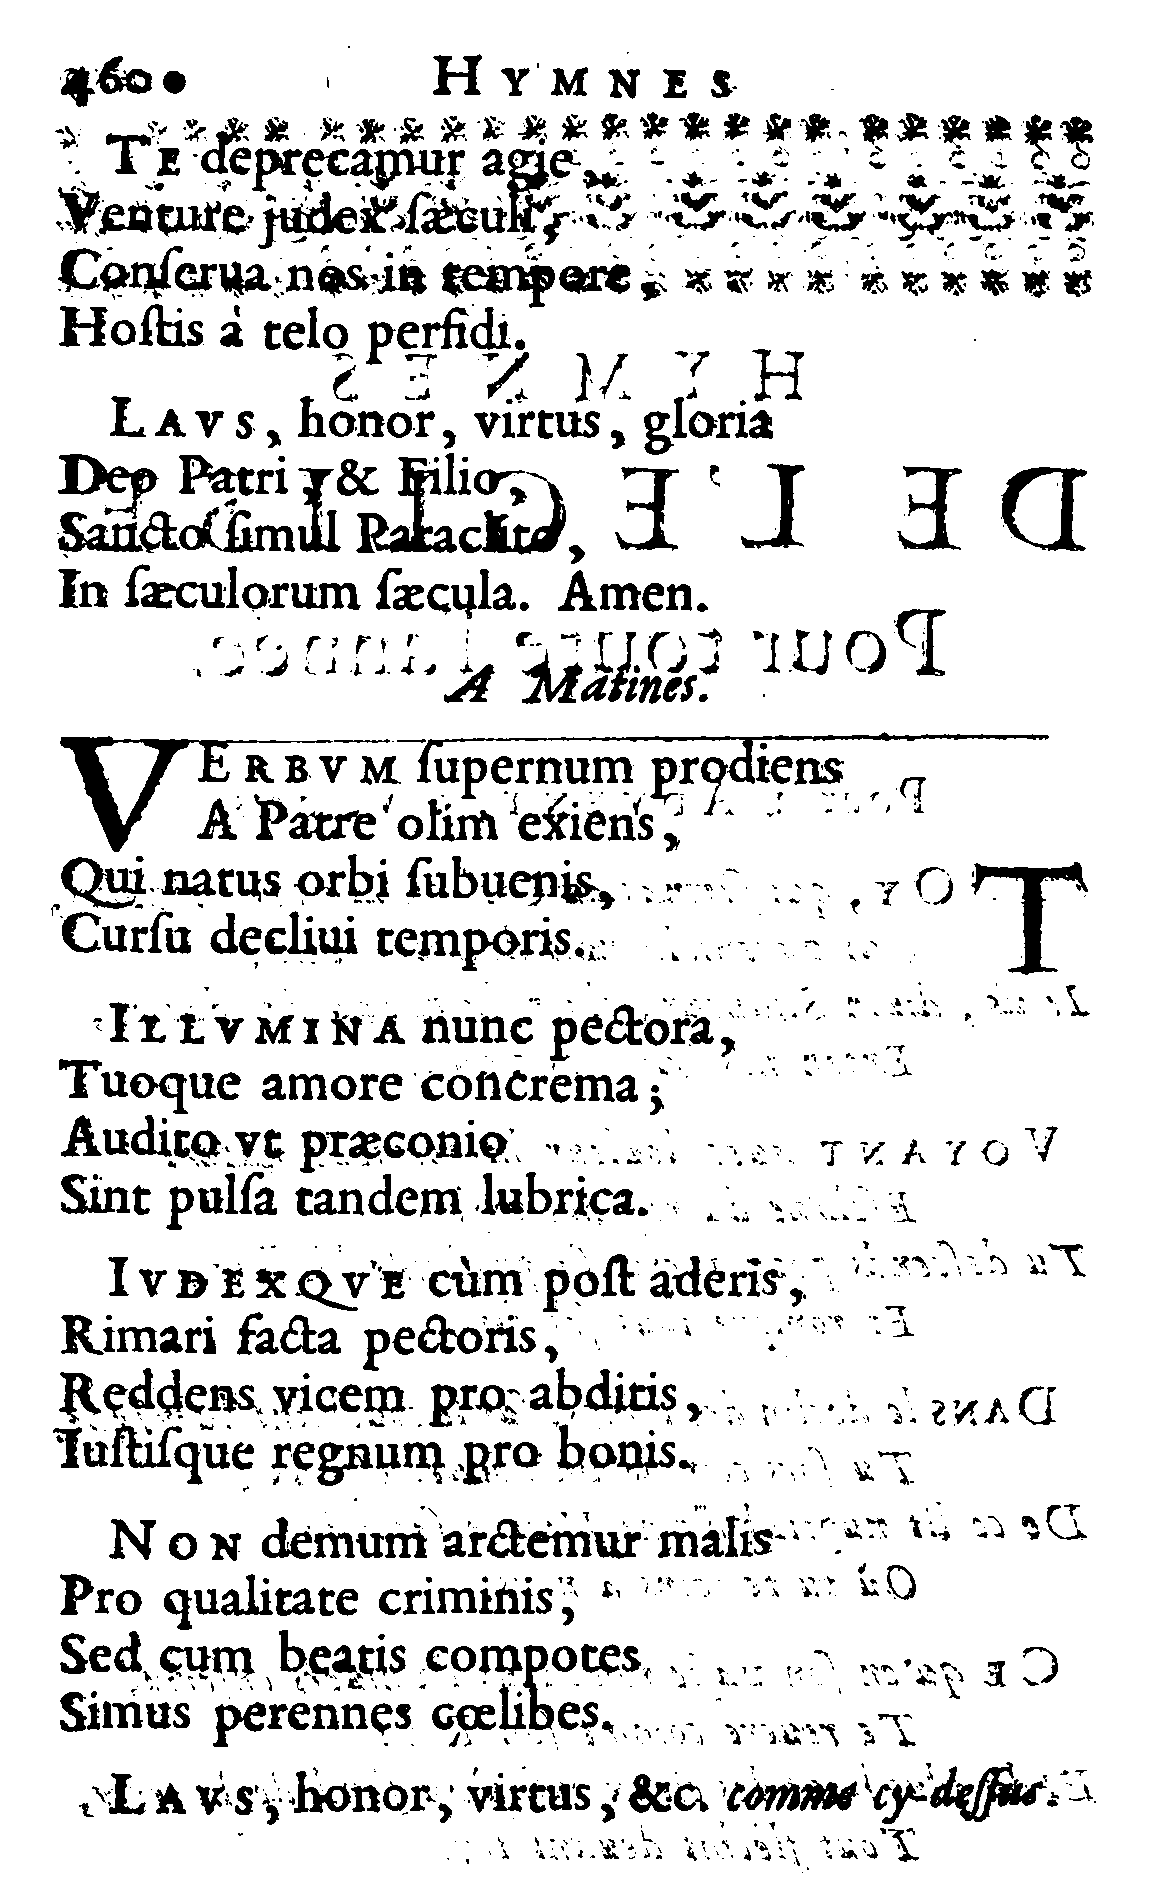 460 HYMNES
TE deprecamur agie,
Venture judex sæculi,
Conserua nos in tempore,
Hostis à telo perfidi.
LAVS, honor, virtus, gloria
Deo Patri, & Filio,
Sancto simul Paraclito,
In sæculorum sæcula. Amen.
A Matines.
VERBVM supernum prodiens
A Patre olim exiens,
Qui natus orbi subuenis,
Cursu decliui temporis.
ILLVMINA nunc pectora,
Tuoque amore concrema;
Audito vt præconio
Sint pulsa tandem lubrica.
IVDEXQVE cùm post aderis,
Rimari facta pectoris,
Reddens vicem pro abditis,
Iustisque regnum pro bonis.
NON demum arctemur malis
Pro qualitate criminis,
Sed cum beatis compotes
Simus perennes cœlibes.
LAVS, honor, virtus, &c. comme cy-dessus.